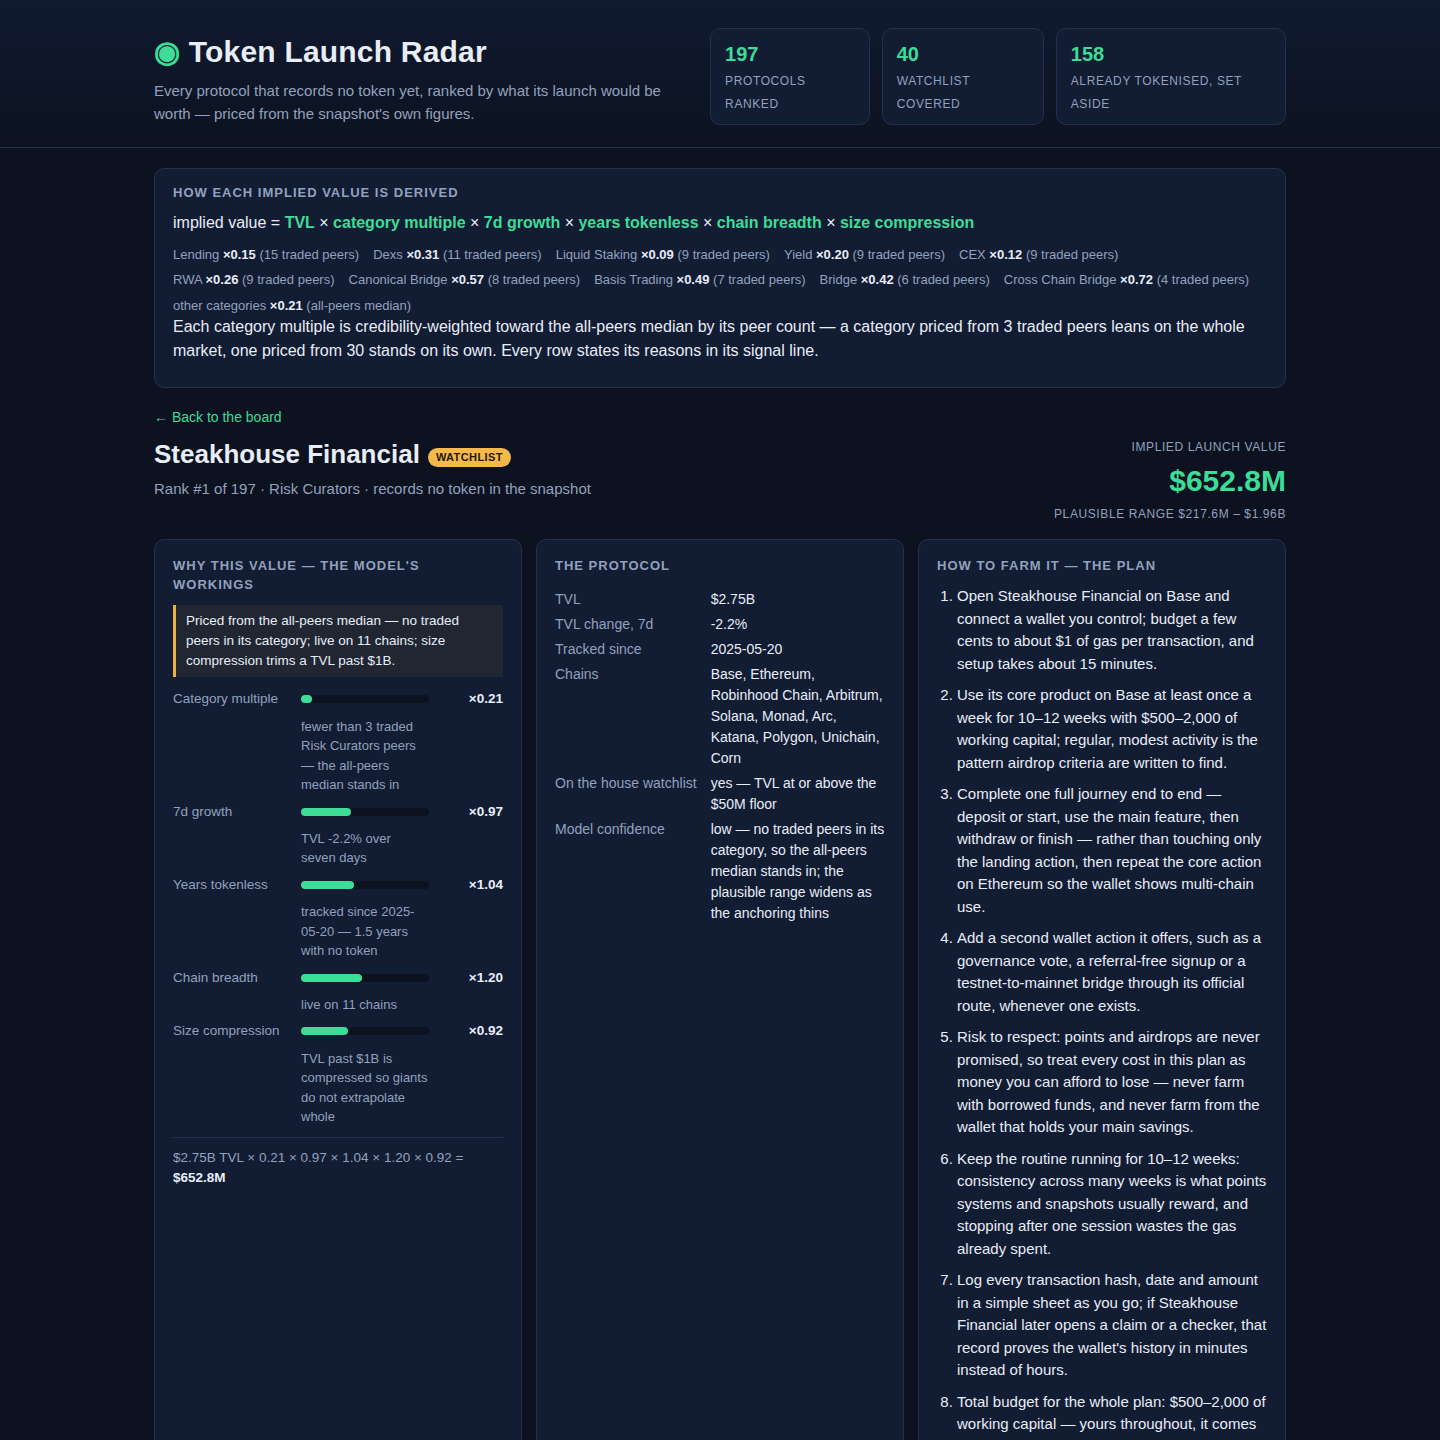 ◉ Token Launch Radar
Every protocol that records no token yet, ranked by what its launch would be
worth — priced from the snapshot's own figures.
197
PROTOCOLS
RANKED
40
WATCHLIST
COVERED
158
ALREADY TOKENISED, SET
ASIDE
HOW EACH IMPLIED VALUE IS DERIVED
implied value = TVL × category multiple × 7d growth × years tokenless × chain breadth × size compression
Lending ×0.15 (15 traded peers) Dexs ×0.31 (11 traded peers) Liquid Staking ×0.09 (9 traded peers) Yield ×0.20 (9 traded peers) CEX ×0.12 (9 traded peers)
RWA ×0.26 (9 traded peers) Canonical Bridge ×0.57 (8 traded peers) Basis Trading ×0.49 (7 traded peers) Bridge ×0.42 (6 traded peers) Cross Chain Bridge ×0.72 (4 traded peers)
other categories ×0.21 (all-peers median)
Each category multiple is credibility-weighted toward the all-peers median by its peer count — a category priced from 3 traded peers leans on the whole
market, one priced from 30 stands on its own. Every row states its reasons in its signal line.
← Back to the board
Steakhouse Financial WATCHLIST
Rank #1 of 197 · Risk Curators · records no token in the snapshot
IMPLIED LAUNCH VALUE
$652.8M
PLAUSIBLE RANGE $217.6M – $1.96B
WHY THIS VALUE — THE MODEL'S
WORKINGS
Priced from the all-peers median — no traded
peers in its category; live on 11 chains; size
compression trims a TVL past $1B.
Category multiple ×0.21
fewer than 3 traded
Risk Curators peers
— the all-peers
median stands in
7d growth ×0.97
TVL -2.2% over
seven days
Years tokenless ×1.04
tracked since 2025-
05-20 — 1.5 years
with no token
Chain breadth ×1.20
live on 11 chains
Size compression ×0.92
TVL past $1B is
compressed so giants
do not extrapolate
whole
$2.75B TVL × 0.21 × 0.97 × 1.04 × 1.20 × 0.92 =
$652.8M
THE PROTOCOL
TVL $2.75B
TVL change, 7d -2.2%
Tracked since 2025-05-20
Chains Base, Ethereum,
Robinhood Chain, Arbitrum,
Solana, Monad, Arc,
Katana, Polygon, Unichain,
Corn
On the house watchlist yes — TVL at or above the
$50M floor
Model confidence low — no traded peers in its
category, so the all-peers
median stands in; the
plausible range widens as
the anchoring thins
HOW TO FARM IT — THE PLAN
1. Open Steakhouse Financial on Base and
connect a wallet you control; budget a few
cents to about $1 of gas per transaction, and
setup takes about 15 minutes.
2. Use its core product on Base at least once a
week for 10–12 weeks with $500–2,000 of
working capital; regular, modest activity is the
pattern airdrop criteria are written to find.
3. Complete one full journey end to end —
deposit or start, use the main feature, then
withdraw or finish — rather than touching only
the landing action, then repeat the core action
on Ethereum so the wallet shows multi-chain
use.
4. Add a second wallet action it offers, such as a
governance vote, a referral-free signup or a
testnet-to-mainnet bridge through its official
route, whenever one exists.
5. Risk to respect: points and airdrops are never
promised, so treat every cost in this plan as
money you can afford to lose — never farm
with borrowed funds, and never farm from the
wallet that holds your main savings.
6. Keep the routine running for 10–12 weeks:
consistency across many weeks is what points
systems and snapshots usually reward, and
stopping after one session wastes the gas
already spent.
7. Log every transaction hash, date and amount
in a simple sheet as you go; if Steakhouse
Financial later opens a claim or a checker, that
record proves the wallet's history in minutes
instead of hours.
8. Total budget for the whole plan: $500–2,000 of
working capital — yours throughout, it comes